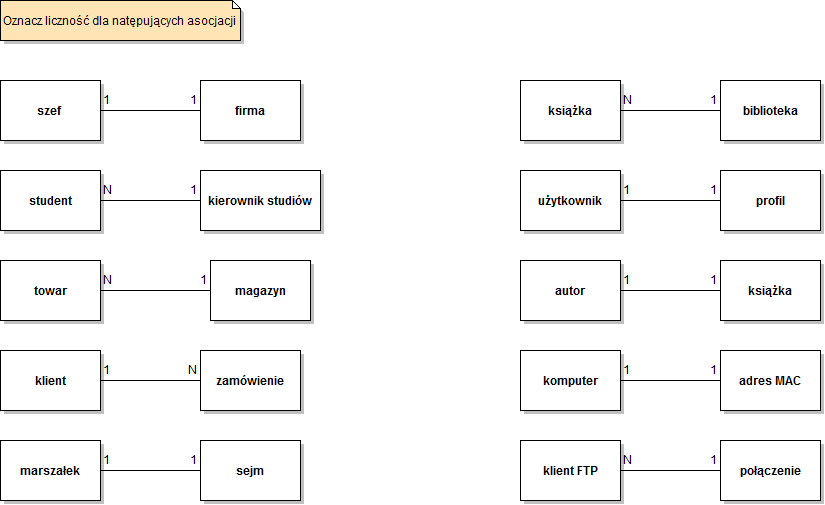 Oznacz liczność dla natępujących asocjacji
szef 1 1 firma
student N 1 kierownik studiów
towar N 1 magazyn
klient 1 N zamówienie
marszałek 1 1 sejm
książka N 1 biblioteka
użytkownik 1 1 profil
autor 1 1 książka
komputer 1 1 adres MAC
klient FTP N 1 połączenie